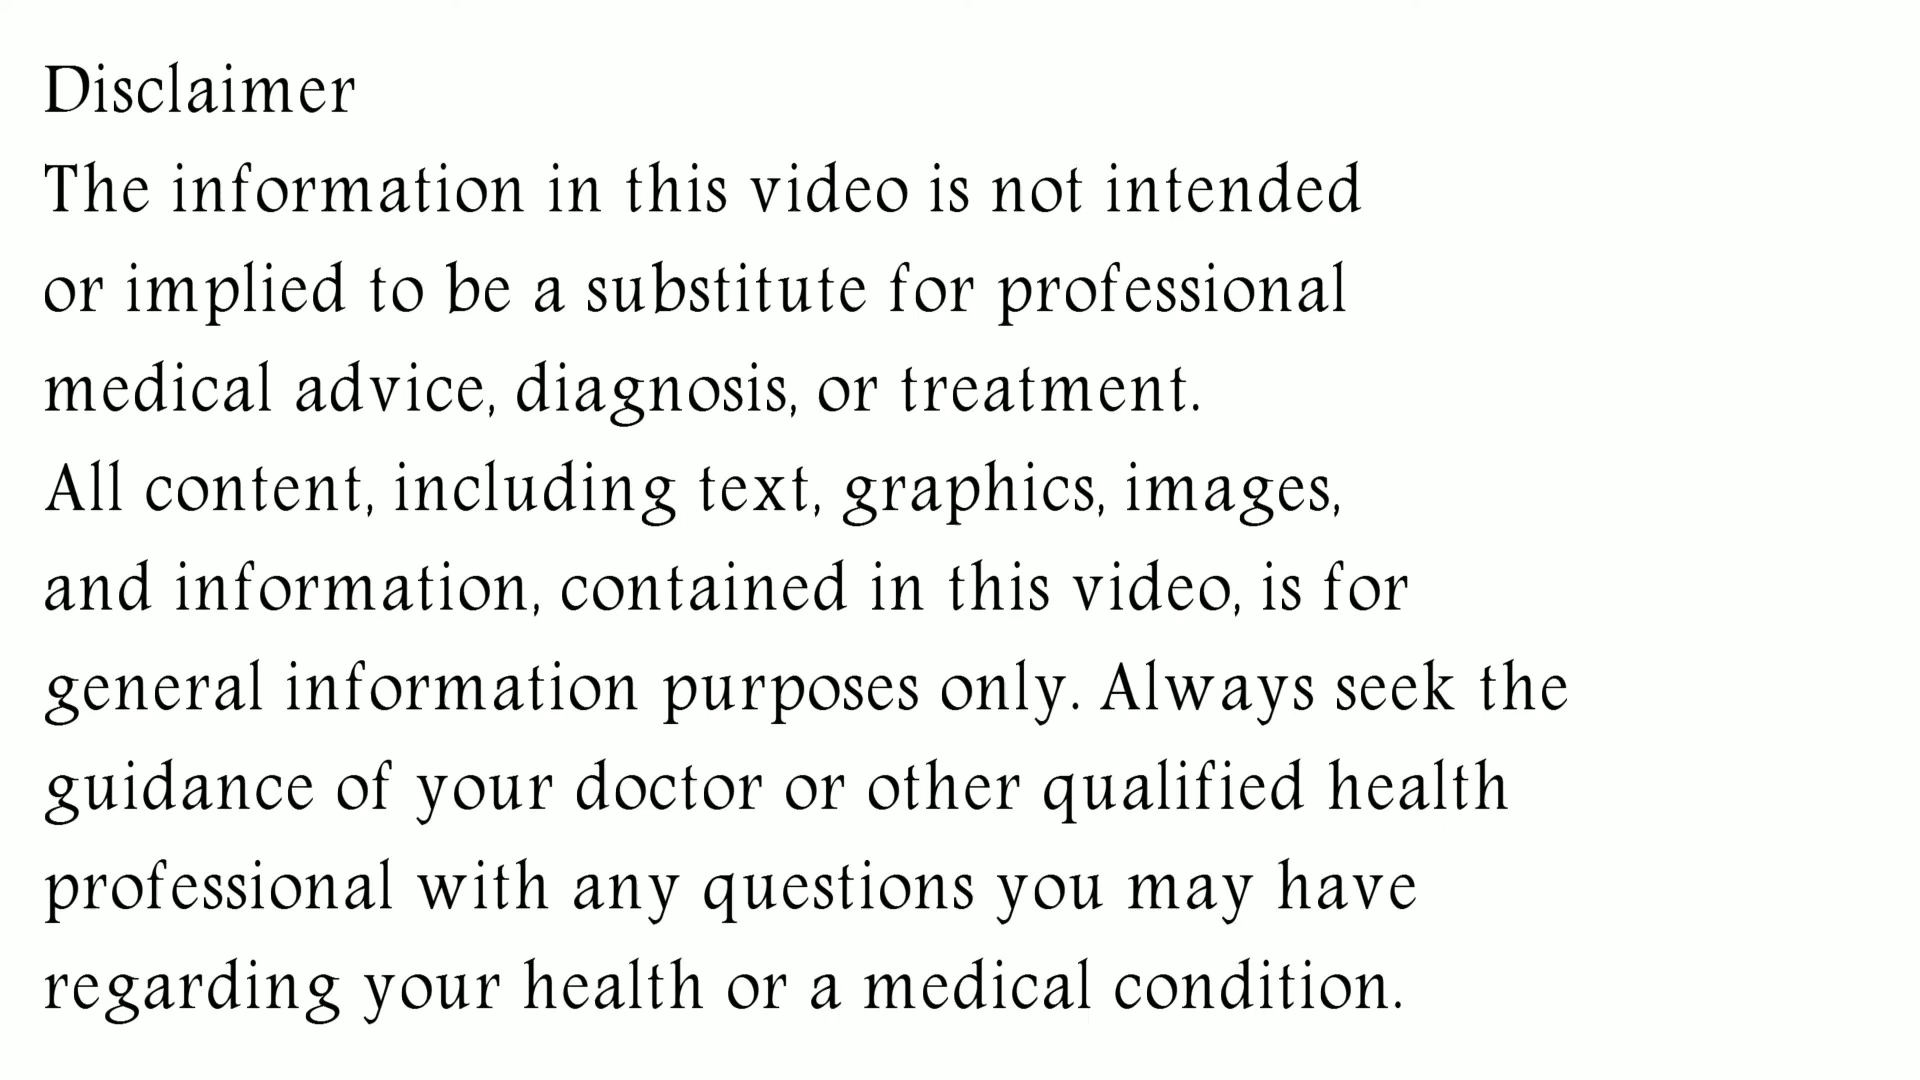 Disclaimer
The information in this video is not intended
or implied to be a substitute for professional
medical advice, diagnosis, or treatment.
All content, including text, graphics, images,
and information, contained in this video, is for
general information purposes only. Always seek the
guidance of your doctor or other qualified health
professional with any questions you may have
regarding your health or a medical condition.